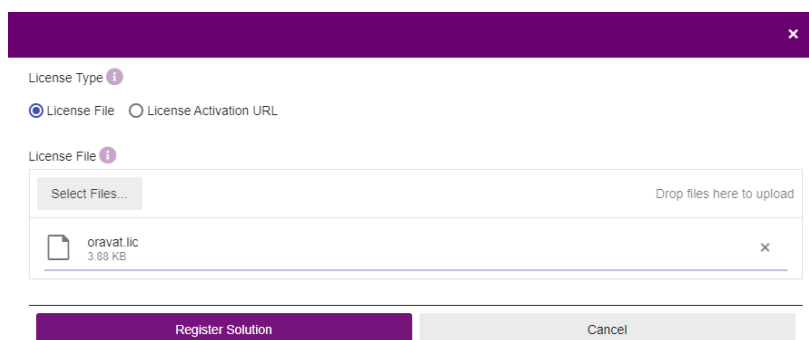 ×
License Type i
License File License Activation URL
License File i
Select Files... Drop files here to upload
oravat.lic ×
3.88 KB
Register Solution Cancel